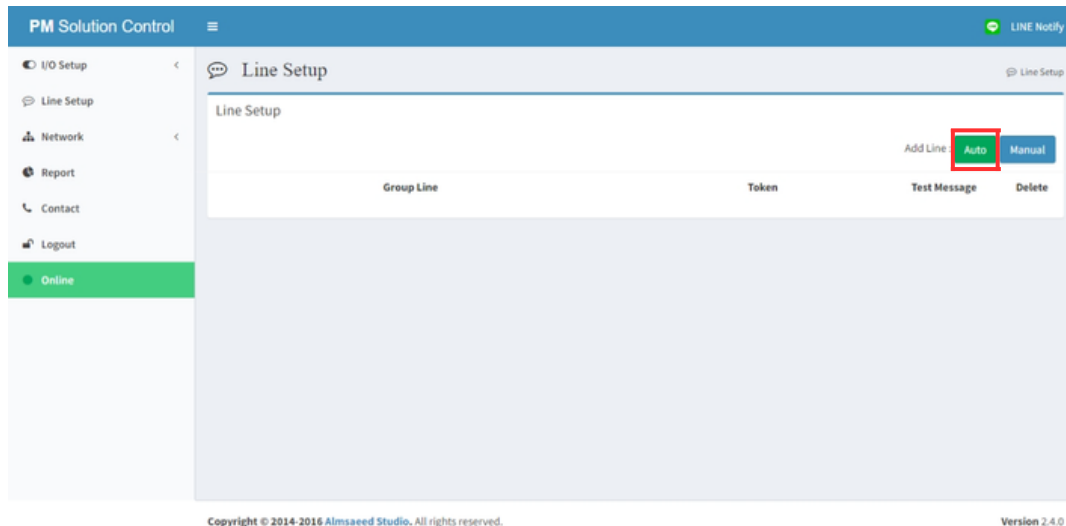 PM Solution Control
LINE Notify
I/O Setup
Line Setup
Network
Report
Contact
Logout
Online
Line Setup
Line Setup
Line Setup
Add Line : Auto Manual
Group Line Token Test Message Delete
Copyright © 2014-2016 Almsaeed Studio. All rights reserved.
Version 2.4.0